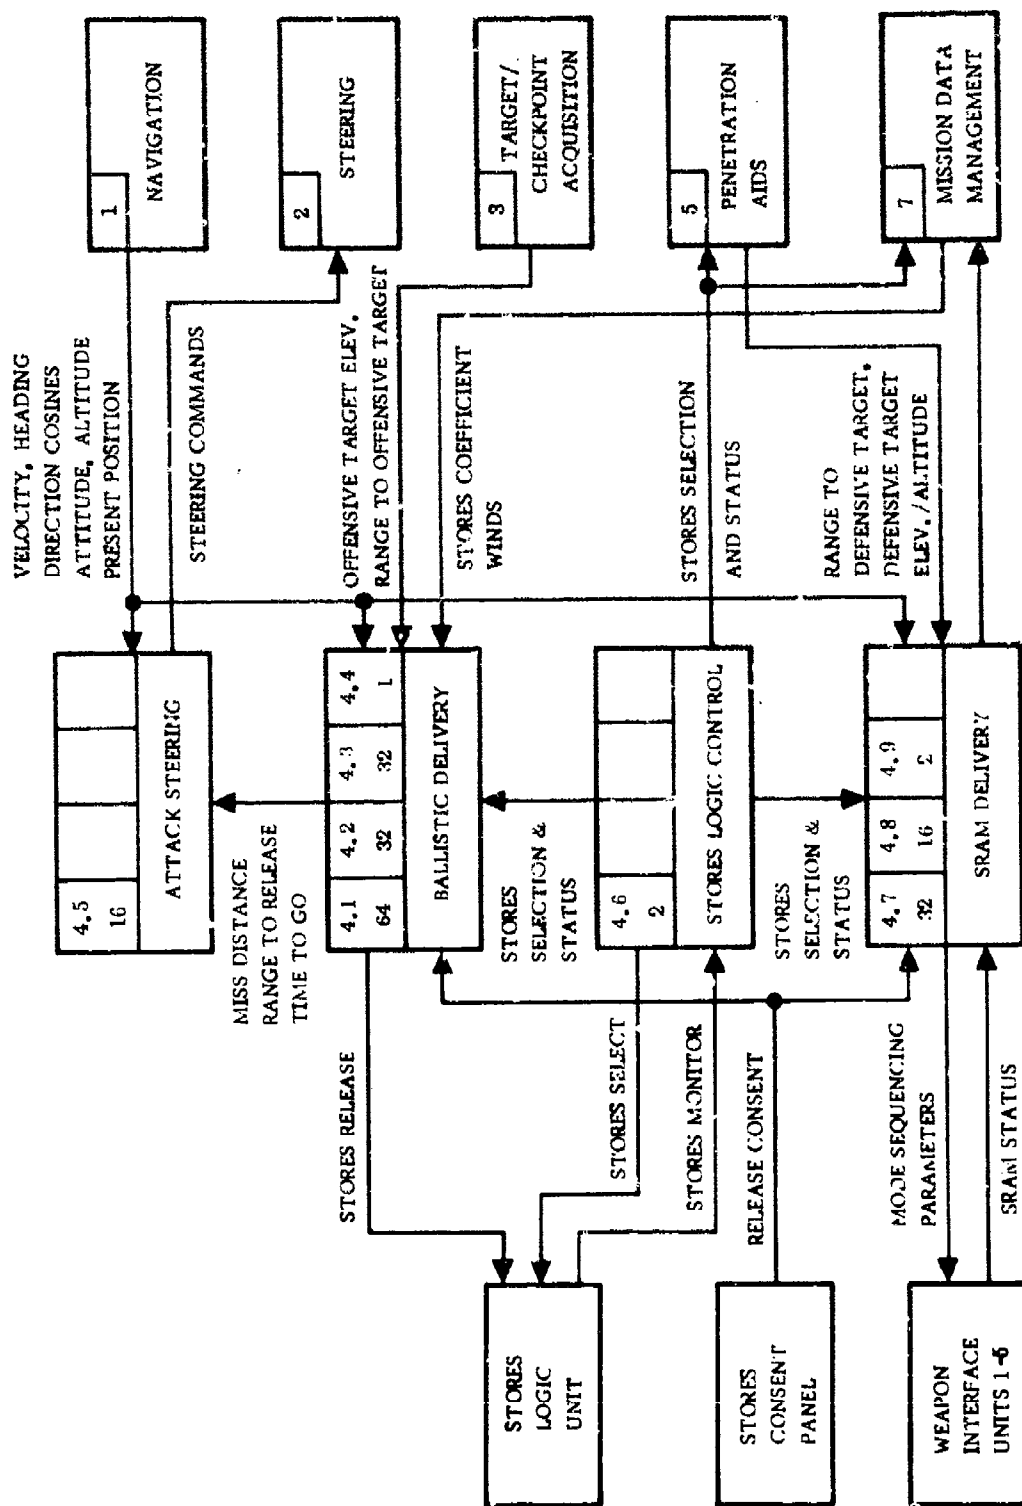 STORES
LOGIC
UNIT
STORES
CONSENT
PANEL
WEAPON
INTERFACE
UNITS 1-6
STORES RELEASE
STORES SELECT
STORES MONITOR
RELEASE CONSENT
MODE SEQUENCING
PARAMETERS
SRAM STATUS
MISS DISTANCE
RANGE TO RELEASE
TIME TO GO
STORES
SELECTION &
STATUS
STORES
SELECTION &
STATUS
4.5
16
ATTACK STEERING
4.1 4.2 4.3 4.4
64 32 32 1
BALLISTIC DELIVERY
4.6
2
STORES LOGIC CONTROL
4.7 4.8 4.9
32 16 2
SRAM DELIVERY
VELOCITY, HEADING
DIRECTION COSINES
ATTITUDE, ALTITUDE
PRESENT POSITION
STEERING COMMANDS
OFFENSIVE TARGET ELEV.
RANGE TO OFFENSIVE TARGET
STORES COEFFICIENT
WINDS
STORES SELECTION
AND STATUS
RANGE TO
DEFENSIVE TARGET.
DEFENSIVE TARGET
ELEV./ALTITUDE
1
NAVIGATION
2
STEERING
3 TARGET/
CHECKPOINT
ACQUISITION
5
PENETRATION
AIDS
7
MISSION DATA
MANAGEMENT